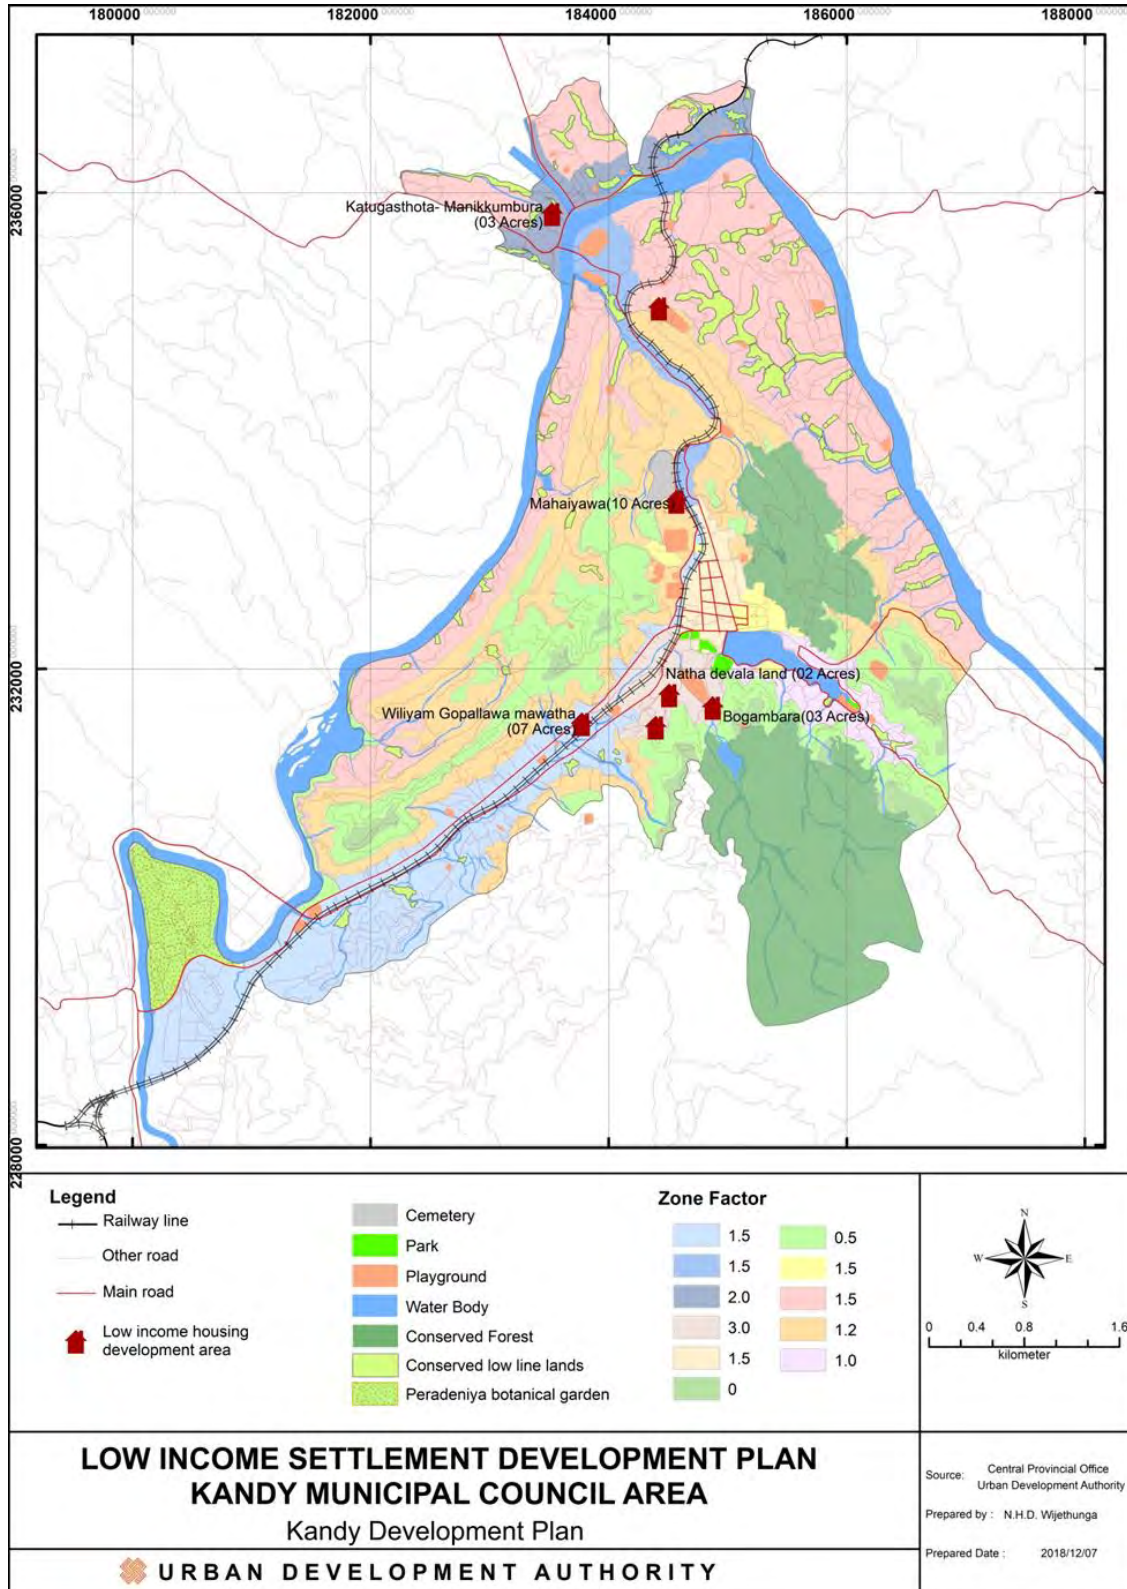 180000
182000
184000
186000
188000
236000
232000
228000
Katugasthota- Manikkumbura
(03 Acres)
Mahaiyawa(10 Acres)
Natha devala land (02 Acres)
Wiliyam Gopallawa mawatha
(07 Acres)
Bogambara(03 Acres)
Legend
Railway line
Other road
Main road
Low income housing
development area
Cemetery
Park
Playground
Water Body
Conserved Forest
Conserved low line lands
Peradeniya botanical garden
Zone Factor
1.5
1.5
2.0
3.0
1.5
0
0.5
1.5
1.5
1.2
1.0
N
W E
S
0 0.4 0.8 1.6
kilometer
LOW INCOME SETTLEMENT DEVELOPMENT PLAN
KANDY MUNICIPAL COUNCIL AREA
Kandy Development Plan
URBAN DEVELOPMENT AUTHORITY
Source: Central Provincial Office
Urban Development Authority
Prepared by : N.H.D. Wijethunga
Prepared Date : 2018/12/07